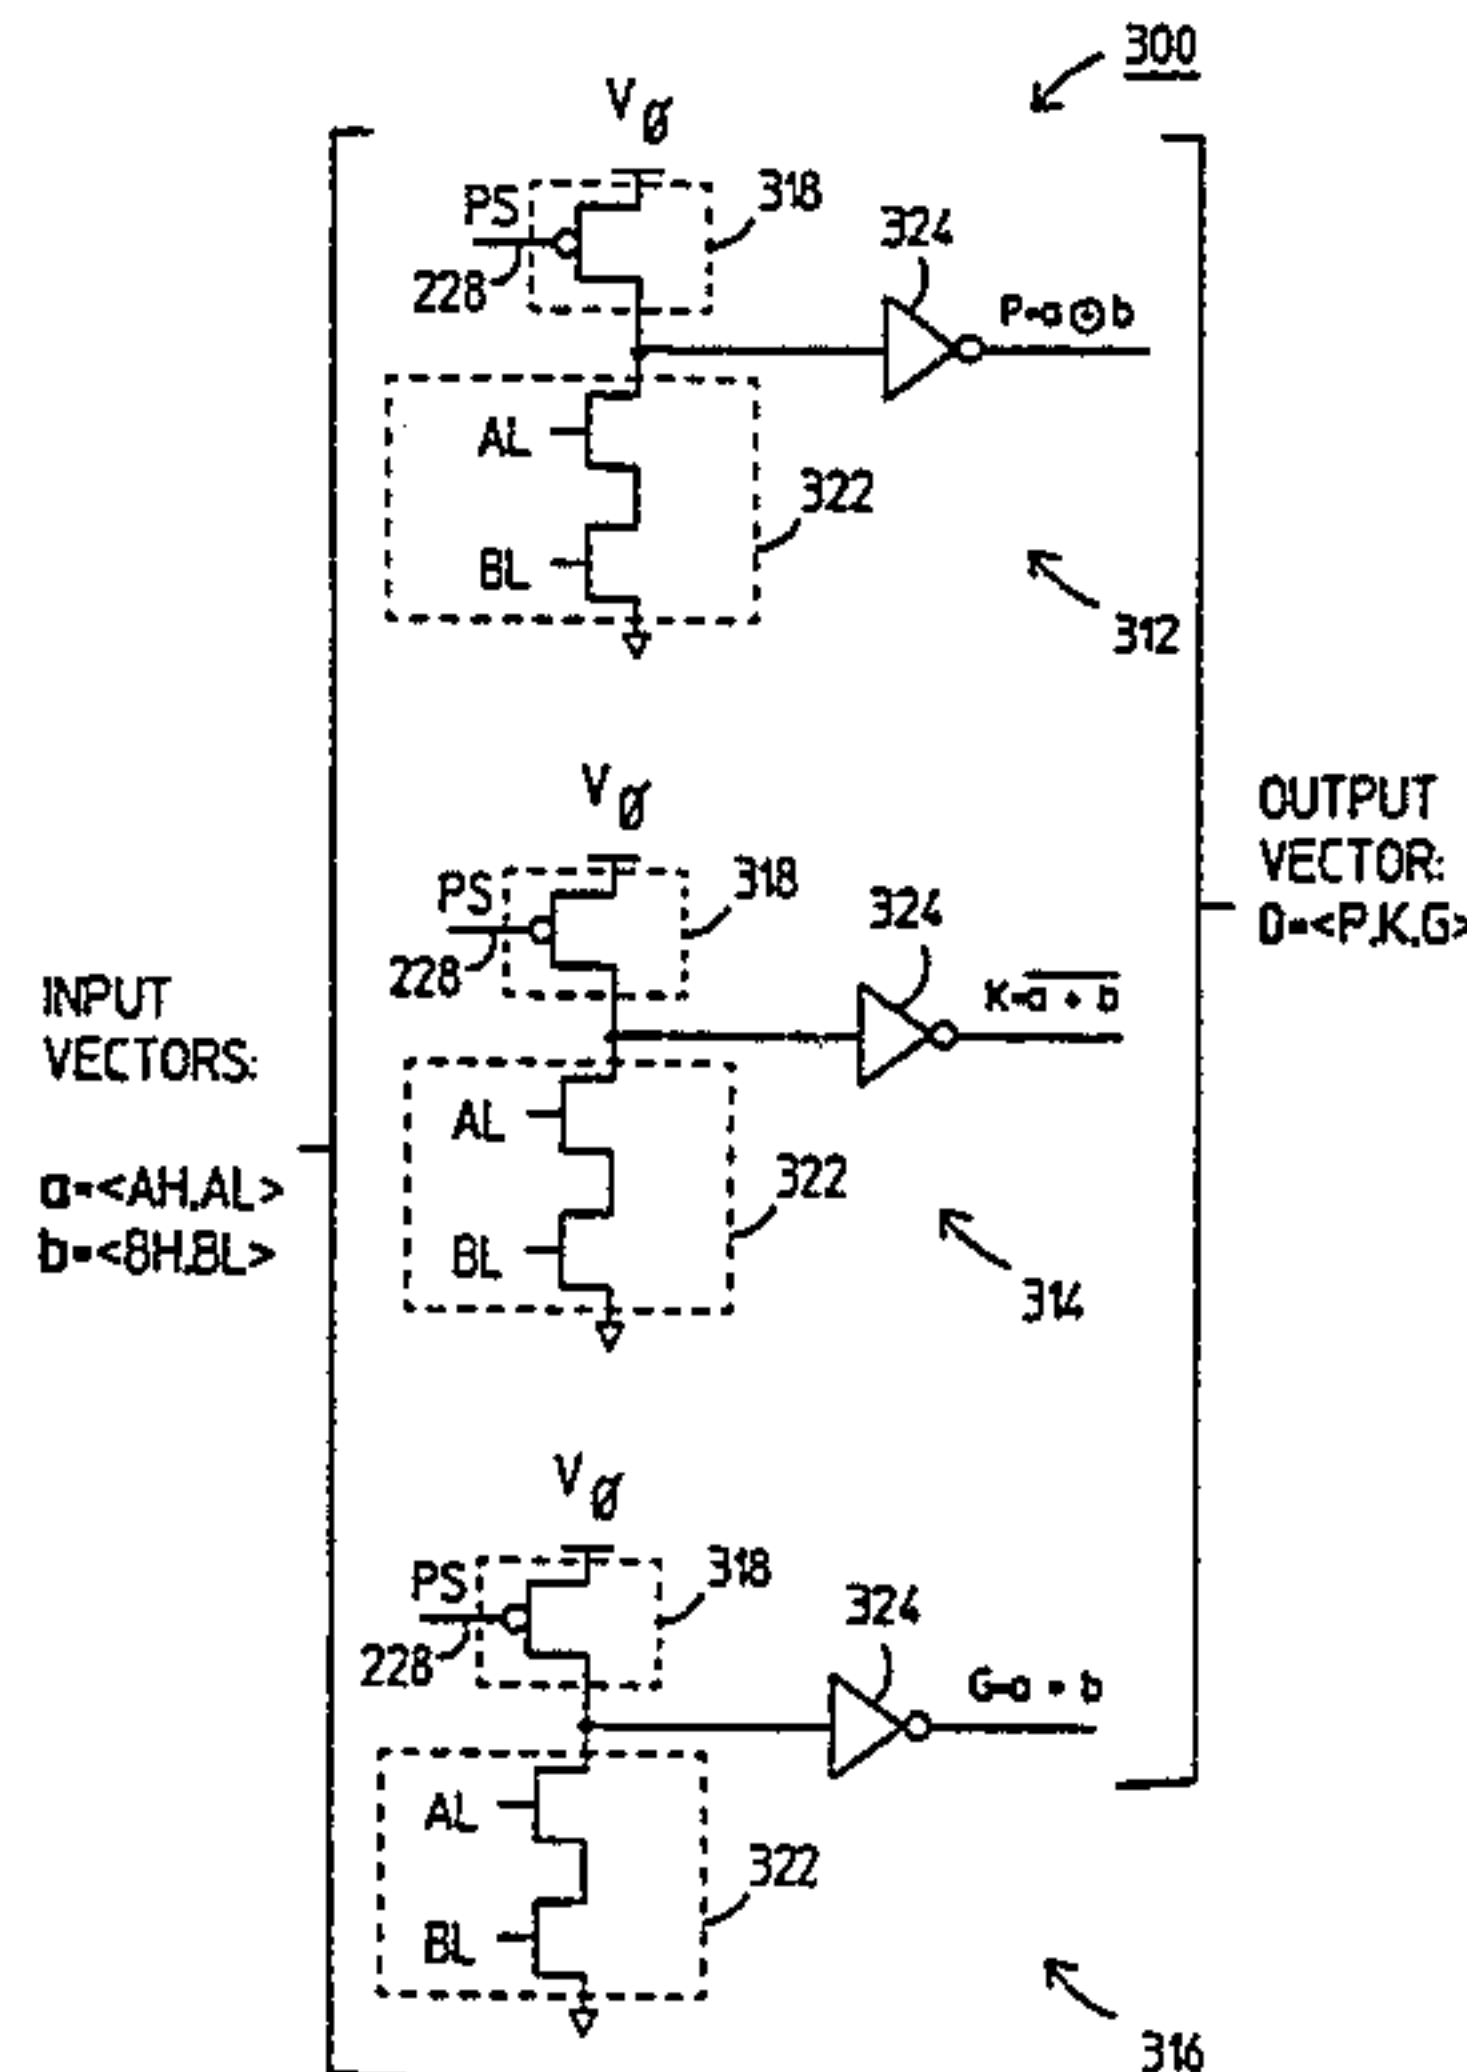 300
VØ
PS
318
324
228
P=a⊙b
AL
322
BL
312
VØ
PS
318
324
228
K=a + b
OUTPUT
VECTOR:
O=<P,K,G>
INPUT
VECTORS:
AL
322
a=<AH,AL>
BL
b=<BH,BL>
314
VØ
PS
318
324
228
G=a • b
AL
322
BL
316